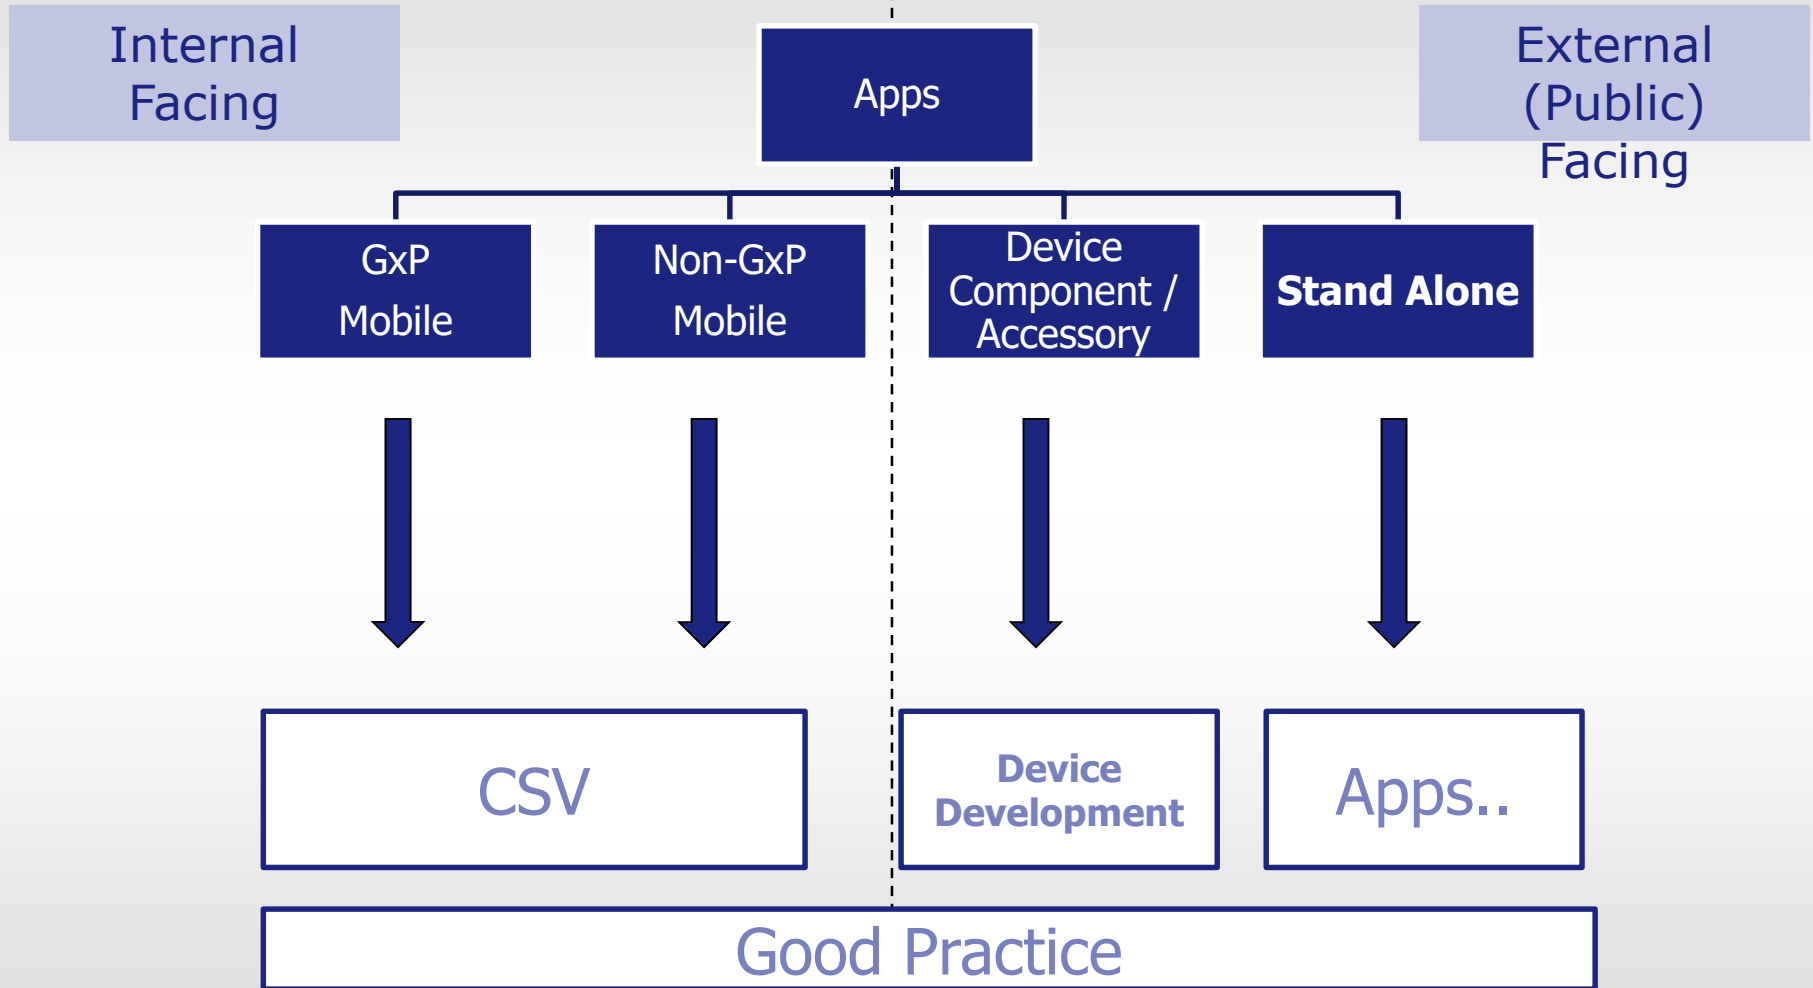 Internal
Facing
Apps
External
(Public)
Facing
GxP
Mobile
Non-GxP
Mobile
Device
Component /
Accessory
Stand Alone
CSV
Device
Development
Apps..
Good Practice